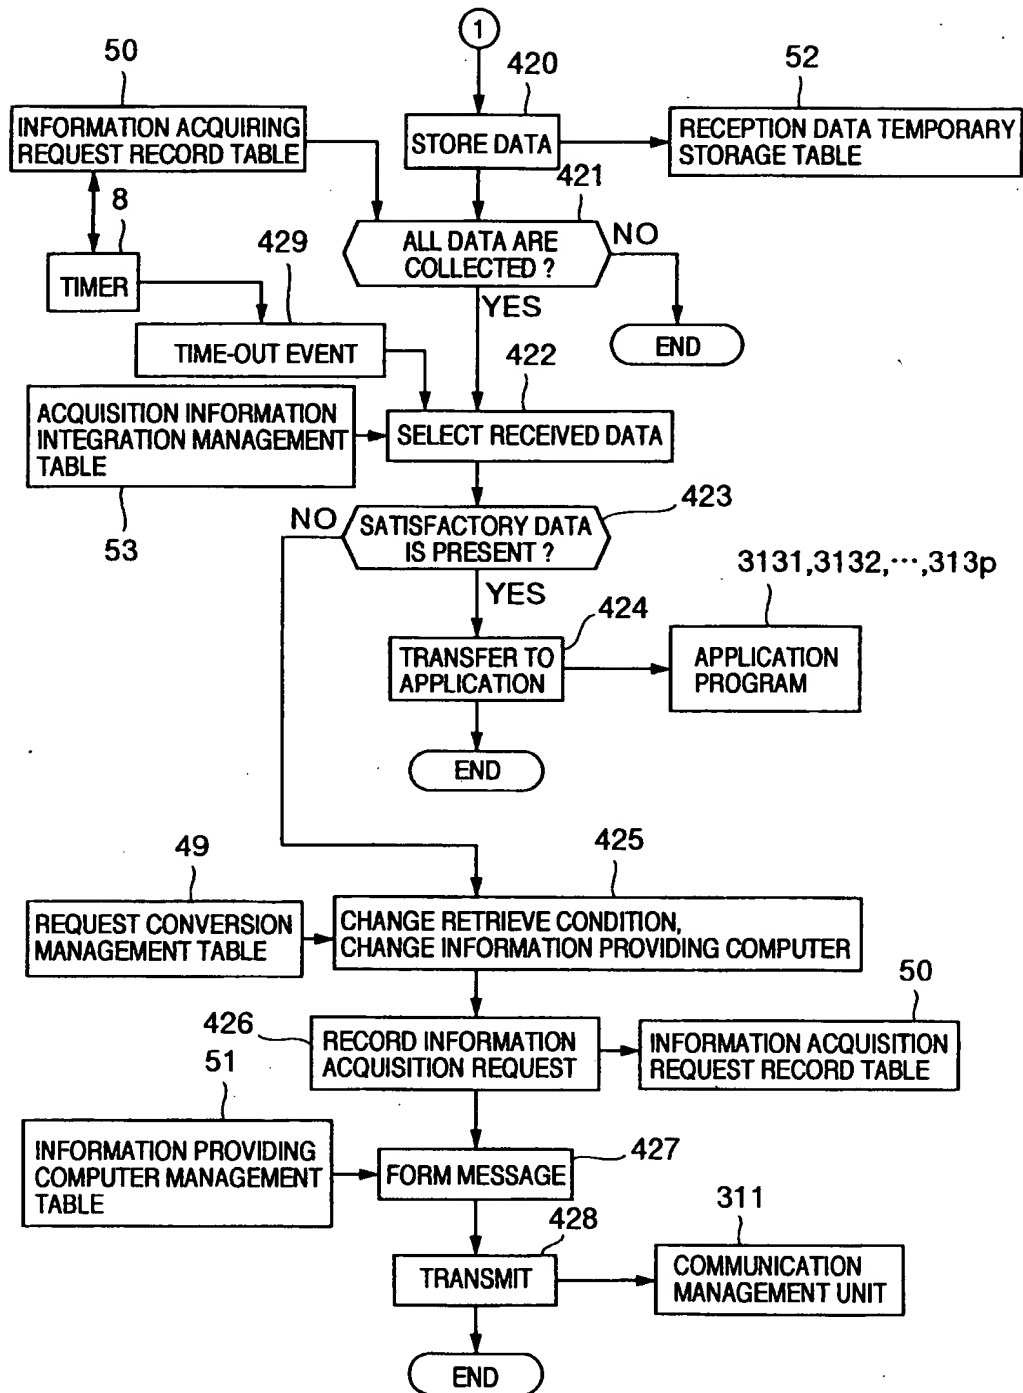 1
50
420
52
INFORMATION ACQUIRING
REQUEST RECORD TABLE
STORE DATA
RECEPTION DATA TEMPORARY
STORAGE TABLE
8
421
429
ALL DATA ARE
COLLECTED ?
NO
TIMER
YES
TIME-OUT EVENT
END
422
ACQUISITION INFORMATION
INTEGRATION MANAGEMENT
TABLE
SELECT RECEIVED DATA
53
NO
SATISFACTORY DATA
IS PRESENT ?
423
YES
3131,3132,···,313p
424
TRANSFER TO
APPLICATION
APPLICATION
PROGRAM
END
49
425
REQUEST CONVERSION
MANAGEMENT TABLE
CHANGE RETRIEVE CONDITION,
CHANGE INFORMATION PROVIDING COMPUTER
50
426
RECORD INFORMATION
ACQUISITION REQUEST
INFORMATION ACQUISITION
REQUEST RECORD TABLE
51
INFORMATION PROVIDING
COMPUTER MANAGEMENT
TABLE
FORM MESSAGE
427
428
311
TRANSMIT
COMMUNICATION
MANAGEMENT UNIT
END